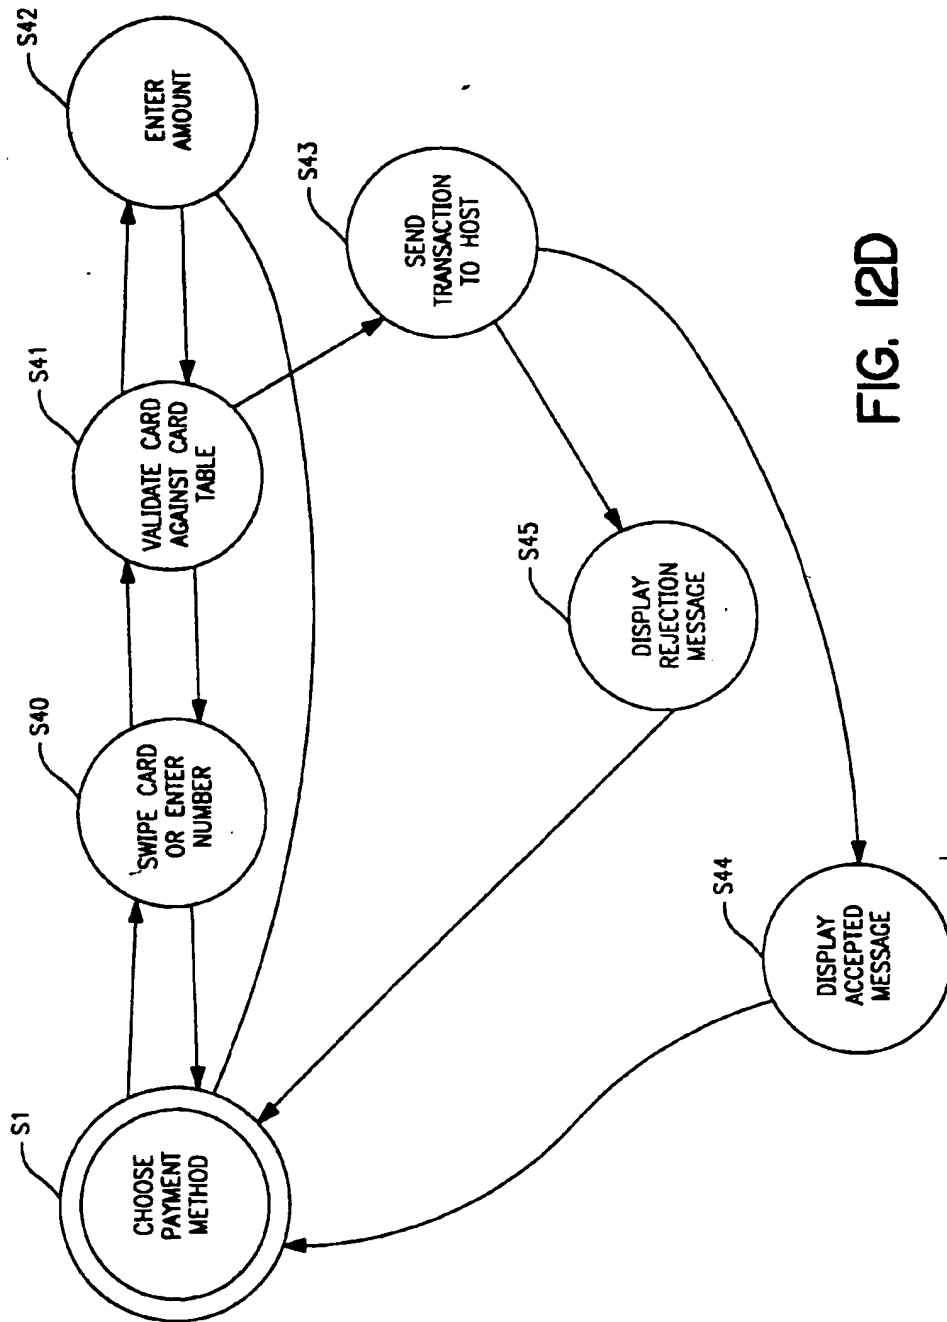 S1
CHOOSE
PAYMENT
METHOD
S40
SWIPE CARD
OR ENTER
NUMBER
S41
VALIDATE CARD
AGAINST CARD
TABLE
S42
ENTER
AMOUNT
S43
SEND
TRANSACTION
TO HOST
S45
DISPLAY
REJECTION
MESSAGE
S44
DISPLAY
ACCEPTED
MESSAGE
FIG. 12D